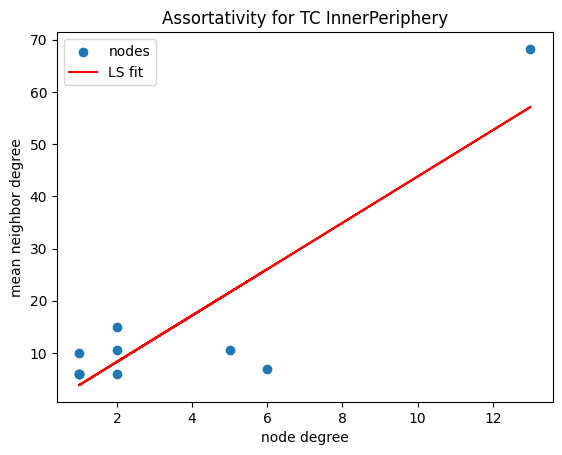 Assortativity for TC InnerPeriphery
nodes
LS fit
70
60
50
40
30
20
10
mean neighbor degree
2
4
6
8
10
12
node degree